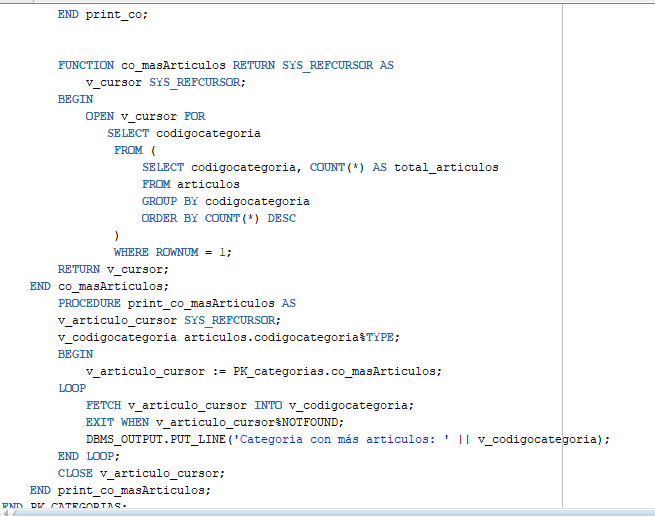 END print_co;
FUNCTION co_masArticulos RETURN SYS_REFCURSOR AS
v_cursor SYS_REFCURSOR;
BEGIN
OPEN v_cursor FOR
SELECT codigocategoria
FROM (
SELECT codigocategoria, COUNT(*) AS total_articulos
FROM articulos
GROUP BY codigocategoria
ORDER BY COUNT(*) DESC
)
WHERE ROWNUM = 1;
RETURN v_cursor;
END co_masArticulos;
PROCEDURE print_co_masArticulos AS
v_articulo_cursor SYS_REFCURSOR;
v_codigocategoria articulos.codigocategoria%TYPE;
BEGIN
v_articulo_cursor := PK_categorias.co_masArticulos;
LOOP
FETCH v_articulo_cursor INTO v_codigocategoria;
EXIT WHEN v_articulo_cursor%NOTFOUND;
DBMS_OUTPUT.PUT_LINE('Categoria con más articulos: ' || v_codigocategoria);
END LOOP;
CLOSE v_articulo_cursor;
END print_co_masArticulos;
END PK_CATEGORIAS;